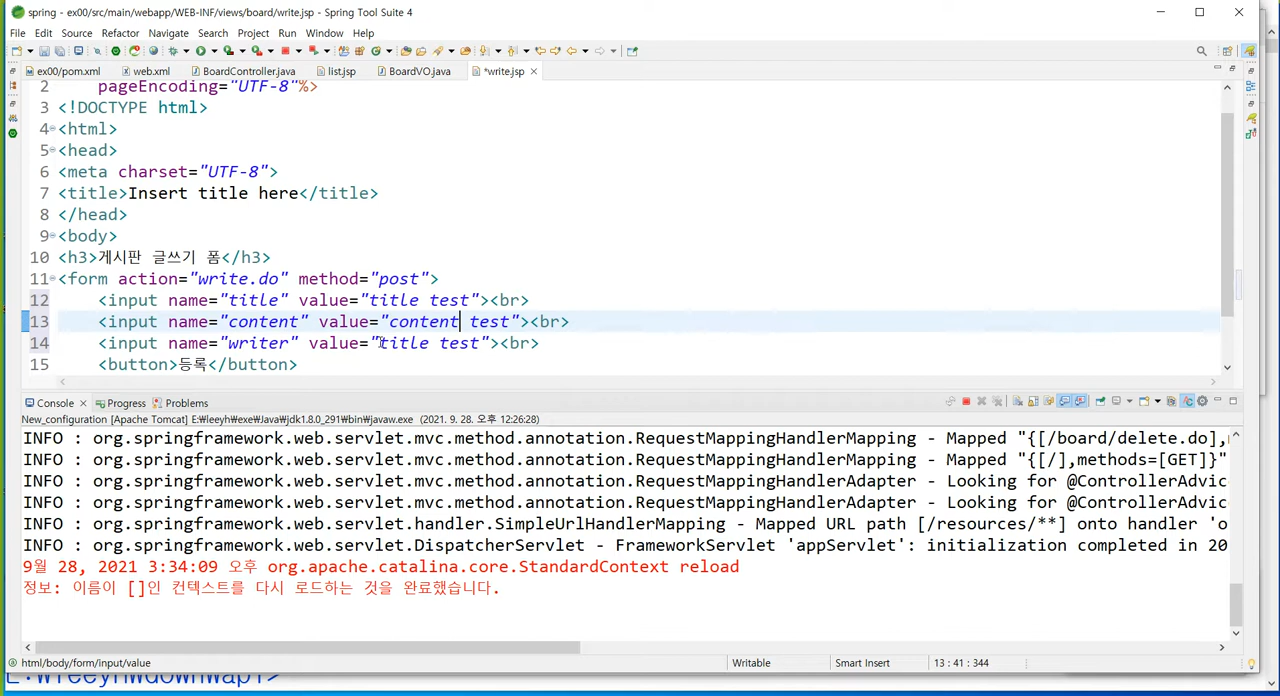 spring - ex00/src/main/webapp/WEB-INF/views/board/write.jsp - Spring Tool Suite 4
File Edit Source Refactor Navigate Search Project Run Window Help
ex00/pom.xml web.xml BoardController.java list.jsp BoardVO.java *write.jsp
2 pageEncoding="UTF-8"%>
3 <!DOCTYPE html>
4 <html>
5 <head>
6 <meta charset="UTF-8">
7 <title>Insert title here</title>
8 </head>
9 <body>
10 <h3>게시판 글쓰기 폼</h3>
11 <form action="write.do" method="post">
12 <input name="title" value="title test"><br>
13 <input name="content" value="content test"><br>
14 <input name="writer" value="title test"><br>
15 <button>등록</button>
Console Progress Problems
New_configuration [Apache Tomcat] E:₩leeyh₩exe₩Java₩jdk1.8.0_291₩bin₩javaw.exe (2021. 9. 28. 오후 12:26:28)
INFO : org.springframework.web.servlet.mvc.method.annotation.RequestMappingHandlerMapping - Mapped "{[/board/delete.do],
INFO : org.springframework.web.servlet.mvc.method.annotation.RequestMappingHandlerMapping - Mapped "{[/],methods=[GET]}"
INFO : org.springframework.web.servlet.mvc.method.annotation.RequestMappingHandlerAdapter - Looking for @ControllerAdvic
INFO : org.springframework.web.servlet.mvc.method.annotation.RequestMappingHandlerAdapter - Looking for @ControllerAdvic
INFO : org.springframework.web.servlet.handler.SimpleUrlHandlerMapping - Mapped URL path [/resources/**] onto handler 'o
INFO : org.springframework.web.servlet.DispatcherServlet - FrameworkServlet 'appServlet': initialization completed in 20
9월 28, 2021 3:34:09 오후 org.apache.catalina.core.StandardContext reload
정보: 이름이 []인 컨텍스트를 다시 로드하는 것을 완료했습니다.
html/body/form/input/value Writable Smart Insert 13 : 41 : 344